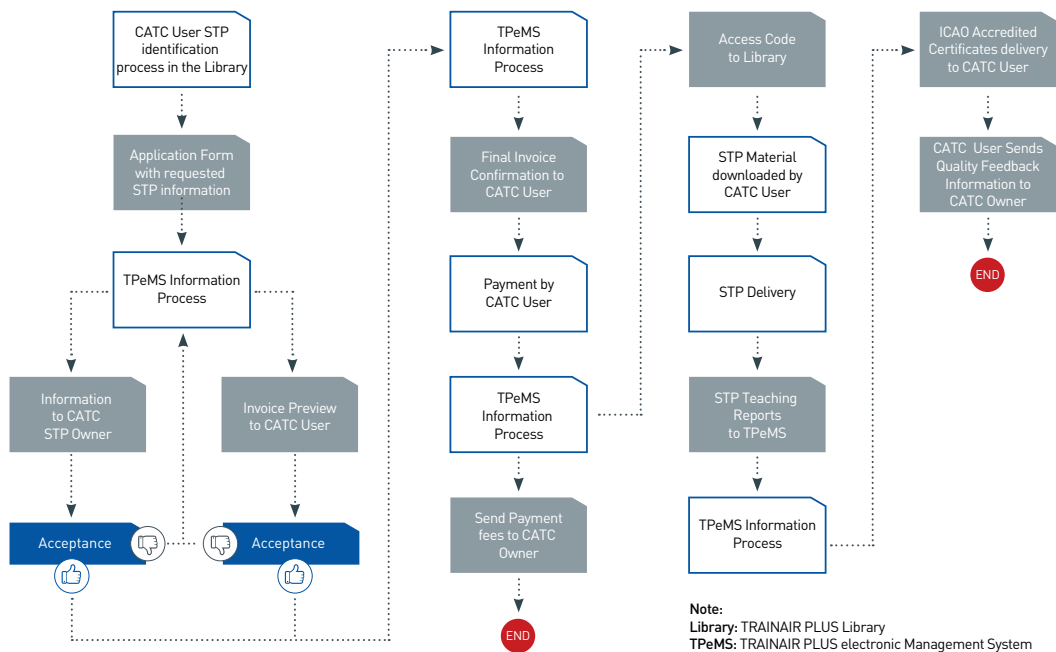 CATC User STP
identification
process in the Library
Application Form
with requested
STP information
TPeMS Information
Process
Information
to CATC
STP Owner
Invoice Preview
to CATC User
Acceptance
Acceptance
TPeMS
Information
Process
Final Invoice
Confirmation to
CATC User
Payment by
CATC User
TPeMS
Information
Process
Send Payment
fees to CATC
Owner
END
Access Code
to Library
STP Material
downloaded by
CATC User
STP Delivery
STP Teaching
Reports
to TPeMS
TPeMS Information
Process
ICAO Accredited
Certificates delivery
to CATC User
CATC User Sends
Quality Feedback
Information to
CATC Owner
END
Note:
Library: TRAINAIR PLUS Library
TPeMS: TRAINAIR PLUS electronic Management System